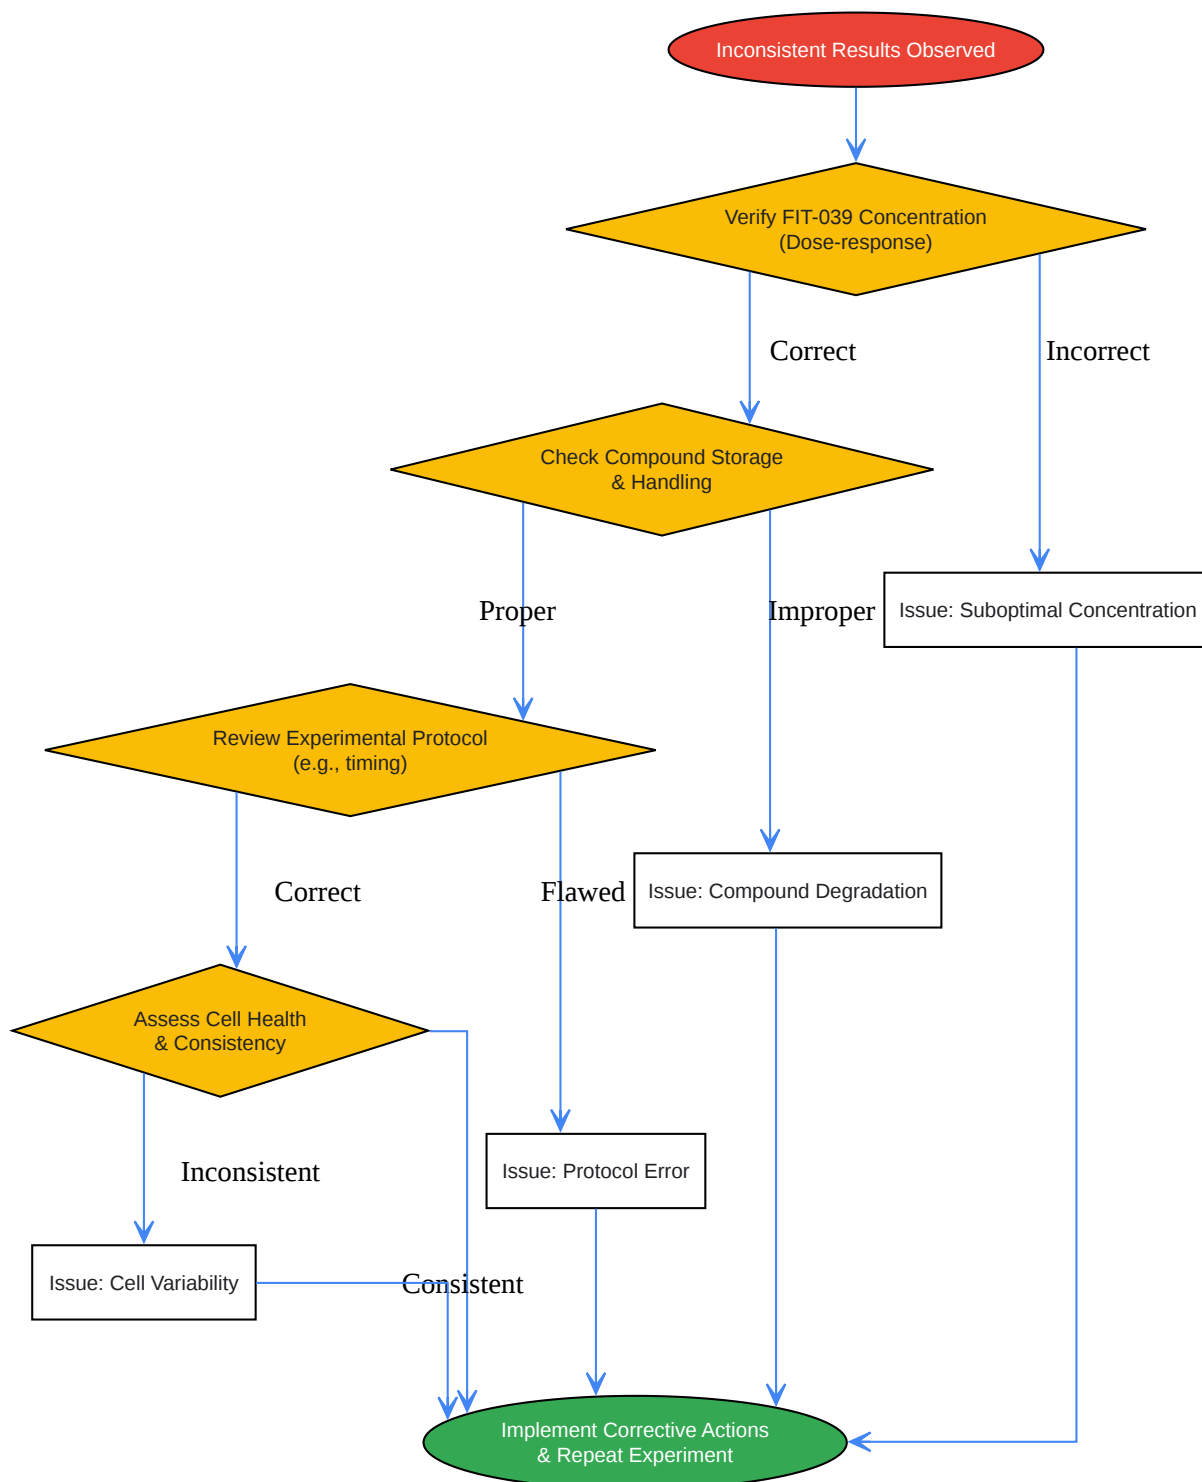 Inconsistent Results Observed
Verify FIT-039 Concentration
(Dose-response)
Correct
Incorrect
Check Compound Storage
& Handling
Proper
Improper
Issue: Suboptimal Concentration
Review Experimental Protocol
(e.g., timing)
Correct
Flawed
Issue: Compound Degradation
Assess Cell Health
& Consistency
Inconsistent
Issue: Protocol Error
Issue: Cell Variability
Consistent
Implement Corrective Actions
& Repeat Experiment